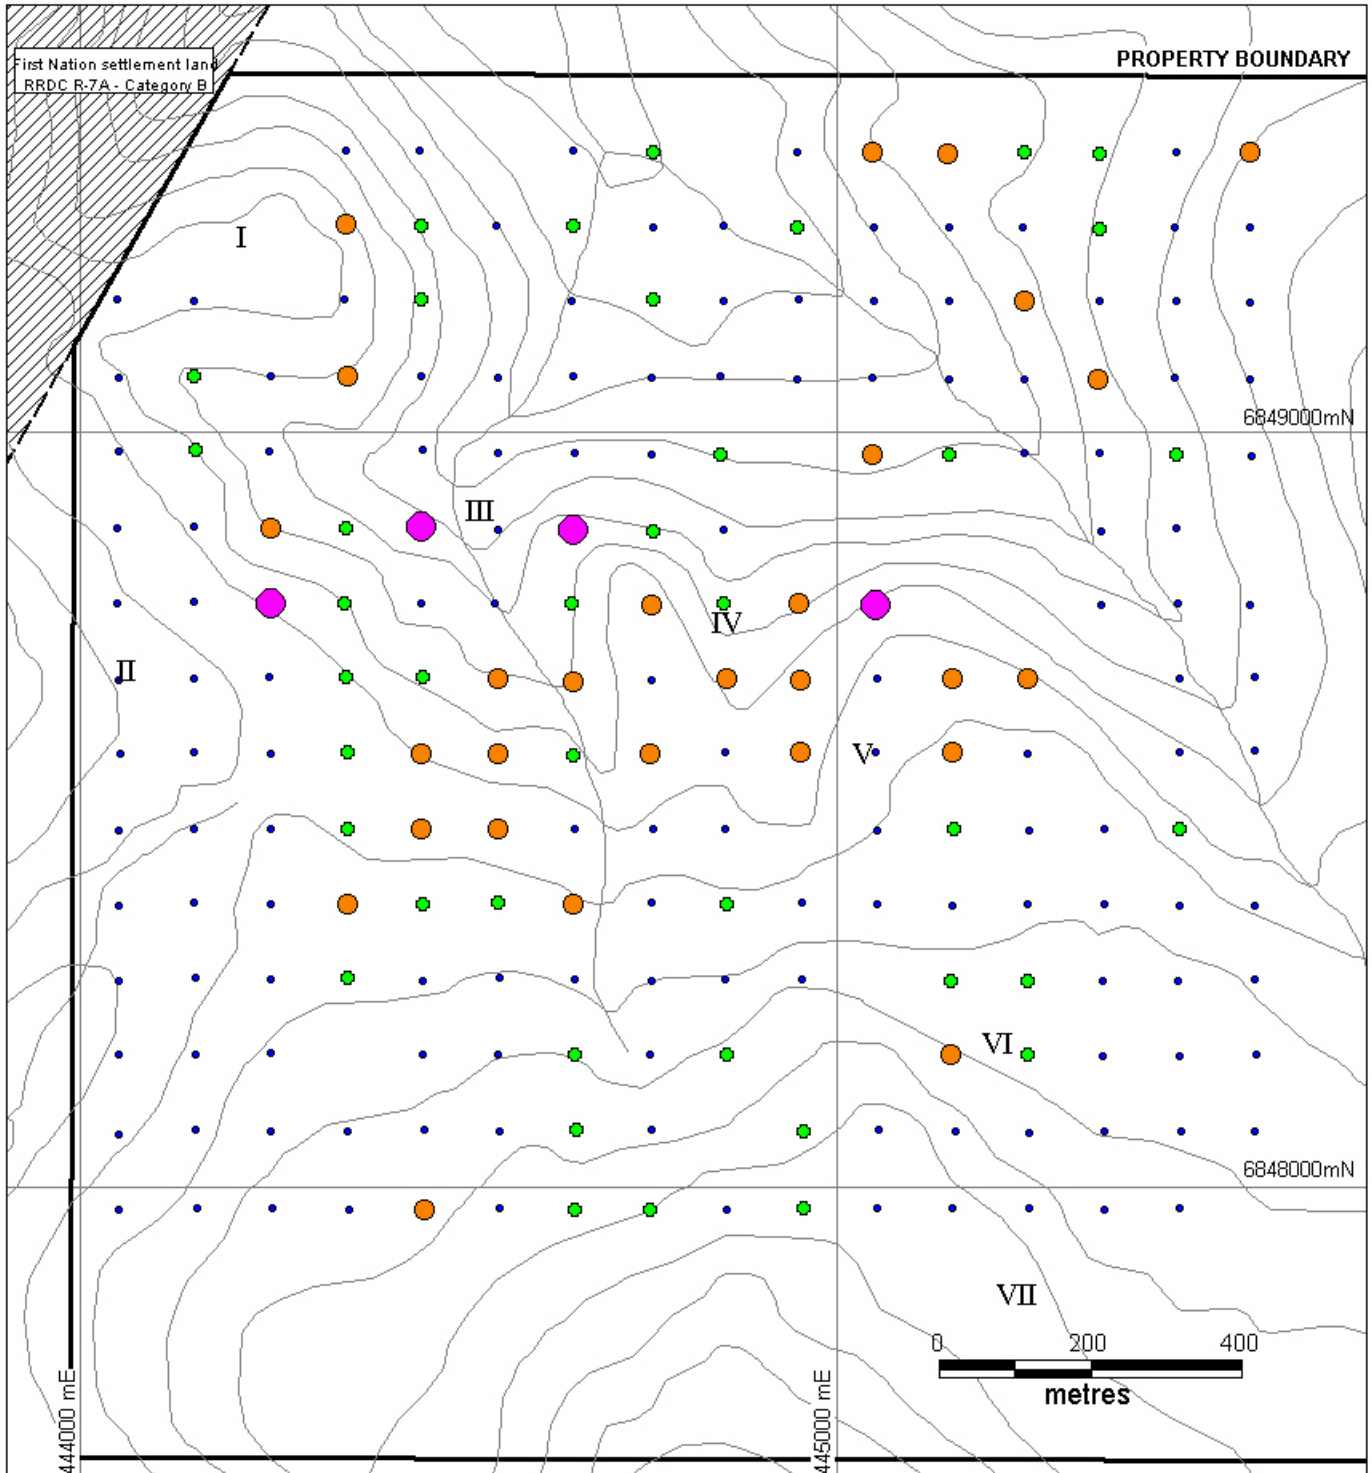 PROPERTY BOUNDARY
First Nation settlement land
RRDC R-7A - Category B
I
6849000mN
III
IV
II
V
VI
6848000mN
VII
0 200 400
metres
444000 mE
445000 mE